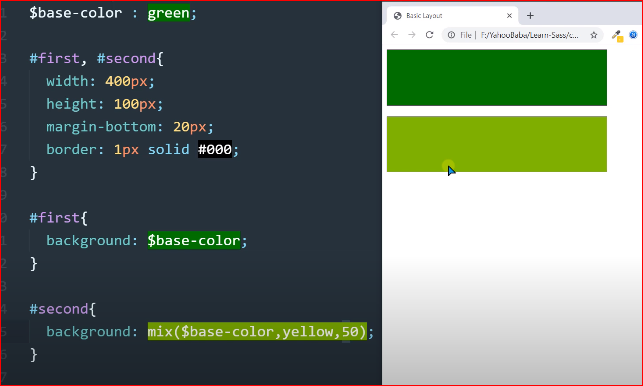 $base-color : green;
#first, #second{
width: 400px;
height: 100px;
margin-bottom: 20px;
border: 1px solid #000;
}
#first{
background: $base-color;
}
#second{
background: mix($base-color,yellow,50);
}
Basic Layout
File | F:/YahooBaba/Learn-Sass/c...